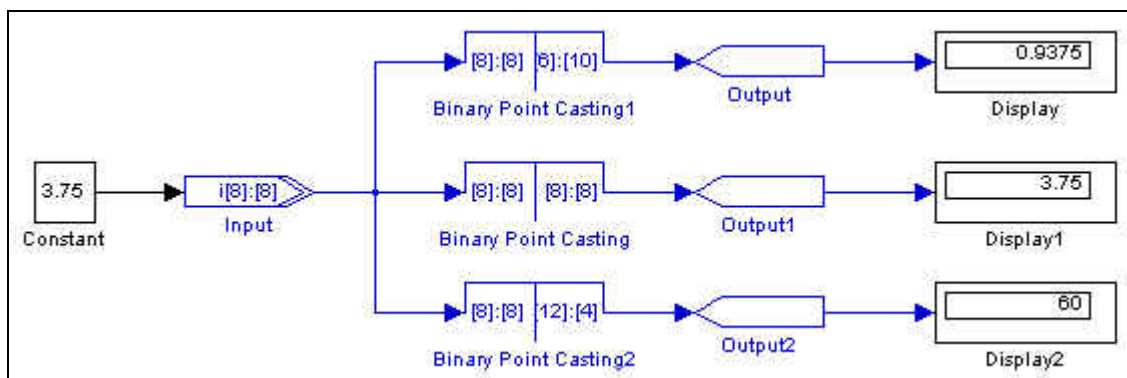 [8]:[8] [6]:[10]
Binary Point Casting1
Output
0.9375
Display
3.75
Constant
i[8]:[8]
Input
[8]:[8] [8]:[8]
Binary Point Casting
Output1
3.75
Display1
[8]:[8] [12]:[4]
Binary Point Casting2
Output2
60
Display2